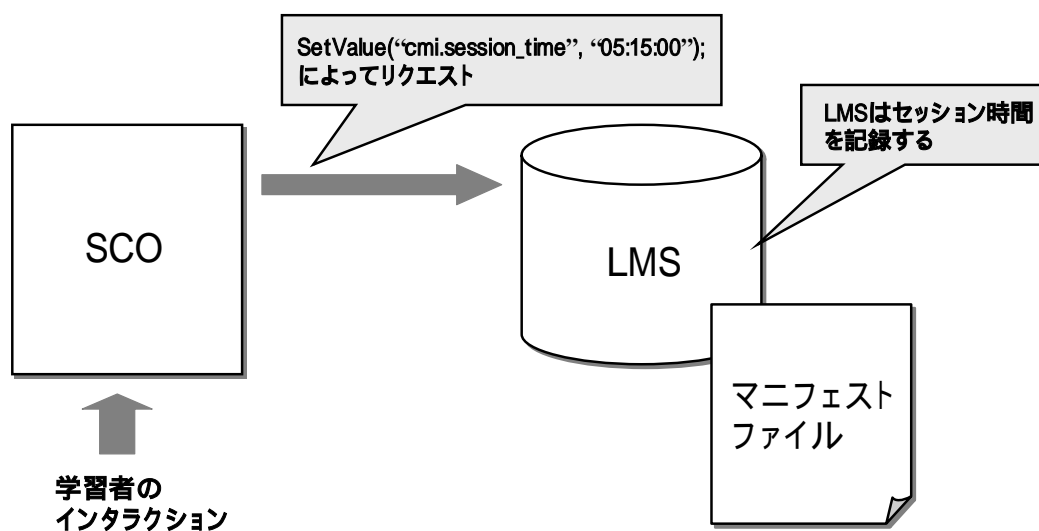 SetValue(“cmi.session_time”, “05:15:00”);
によってリクエスト
LMSはセッション時間
を記録する
SCO
LMS
マニフェスト
ファイル
学習者の
インタラクション